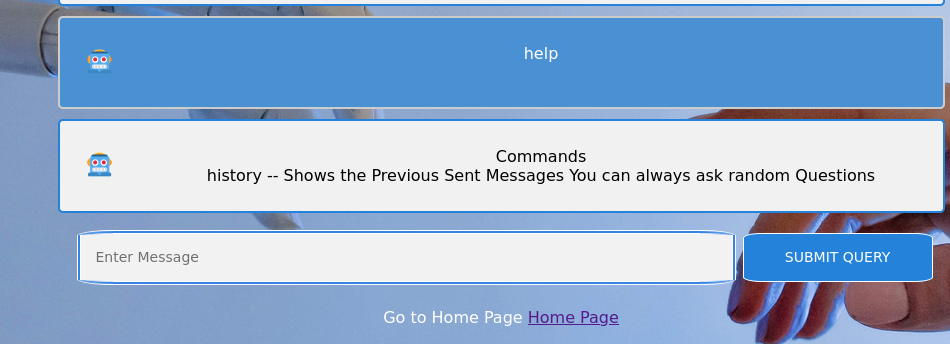 help
Commands
history -- Shows the Previous Sent Messages You can always ask random Questions
Enter Message
SUBMIT QUERY
Go to Home Page Home Page